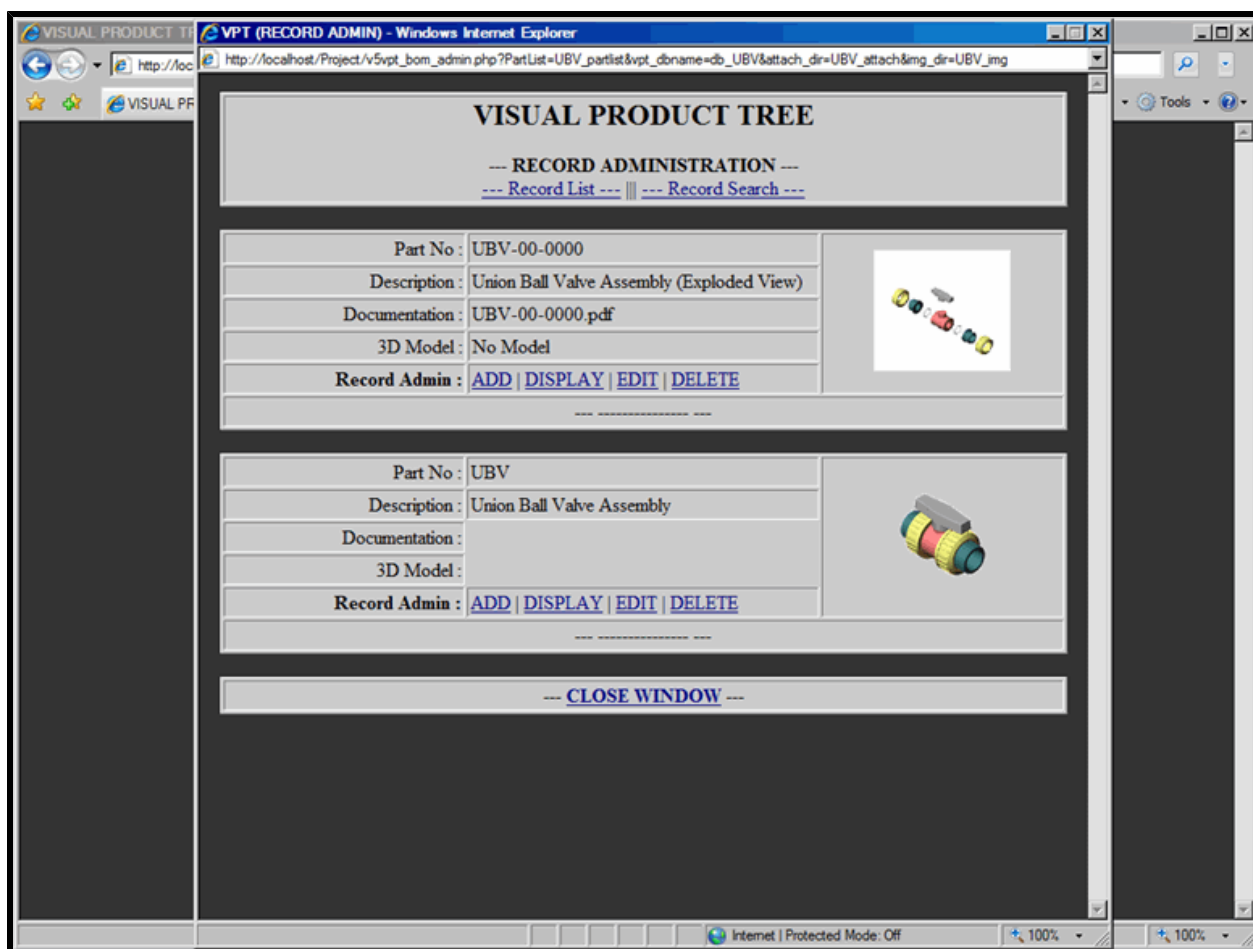 VISUAL PRODUCT TR
VPT (RECORD ADMIN) - Windows Internet Explorer
http://loc
http://localhost/Project/v5vpt_bom_admin.php?PartList=UBV_partlist&vpt_dbname=db_UBV&attach_dir=UBV_attach&img_dir=UBV_img
VISUAL PR
Tools
VISUAL PRODUCT TREE
--- RECORD ADMINISTRATION ---
--- Record List --- ||| --- Record Search ---
Part No : UBV-00-0000
Description : Union Ball Valve Assembly (Exploded View)
Documentation : UBV-00-0000.pdf
3D Model : No Model
Record Admin : ADD | DISPLAY | EDIT | DELETE
--- --------------- ---
Part No : UBV
Description : Union Ball Valve Assembly
Documentation :
3D Model :
Record Admin : ADD | DISPLAY | EDIT | DELETE
--- --------------- ---
--- CLOSE WINDOW ---
Internet | Protected Mode: Off 100% 100%